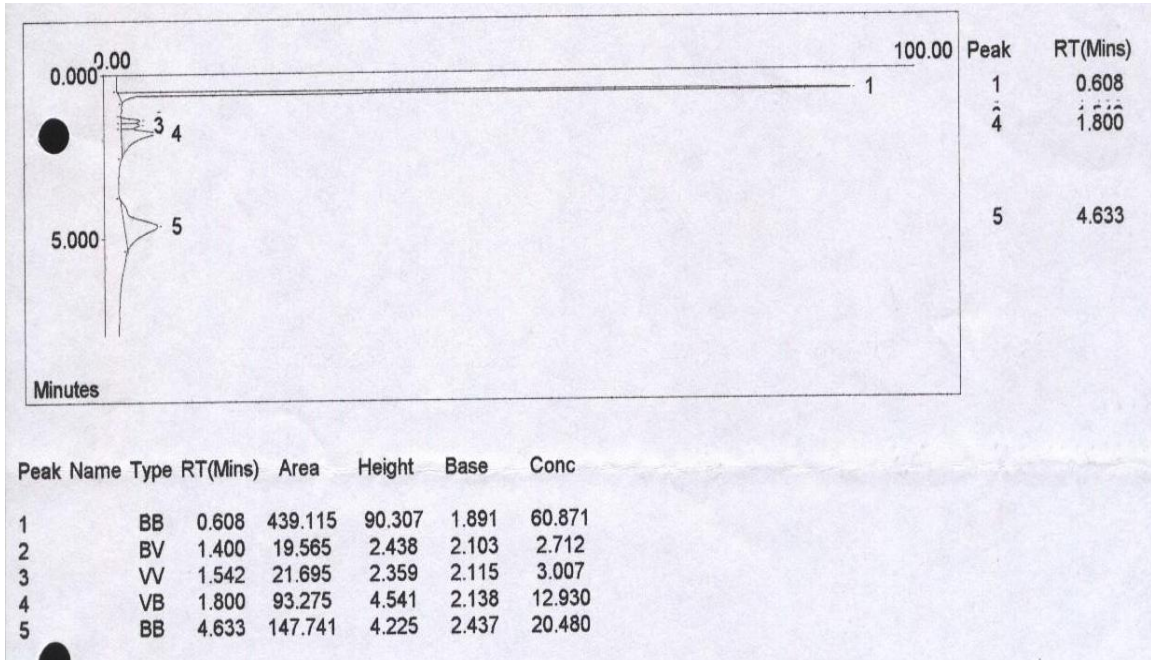 0.00 100.00 Peak RT(Mins)
0.000
1 1 0.608
3
4 4 1.800
5 5 4.633
5.000
Minutes
Peak Name Type RT(Mins) Area Height Base Conc
1 BB 0.608 439.115 90.307 1.891 60.871
2 BV 1.400 19.565 2.438 2.103 2.712
3 VV 1.542 21.695 2.359 2.115 3.007
4 VB 1.800 93.275 4.541 2.138 12.930
5 BB 4.633 147.741 4.225 2.437 20.480